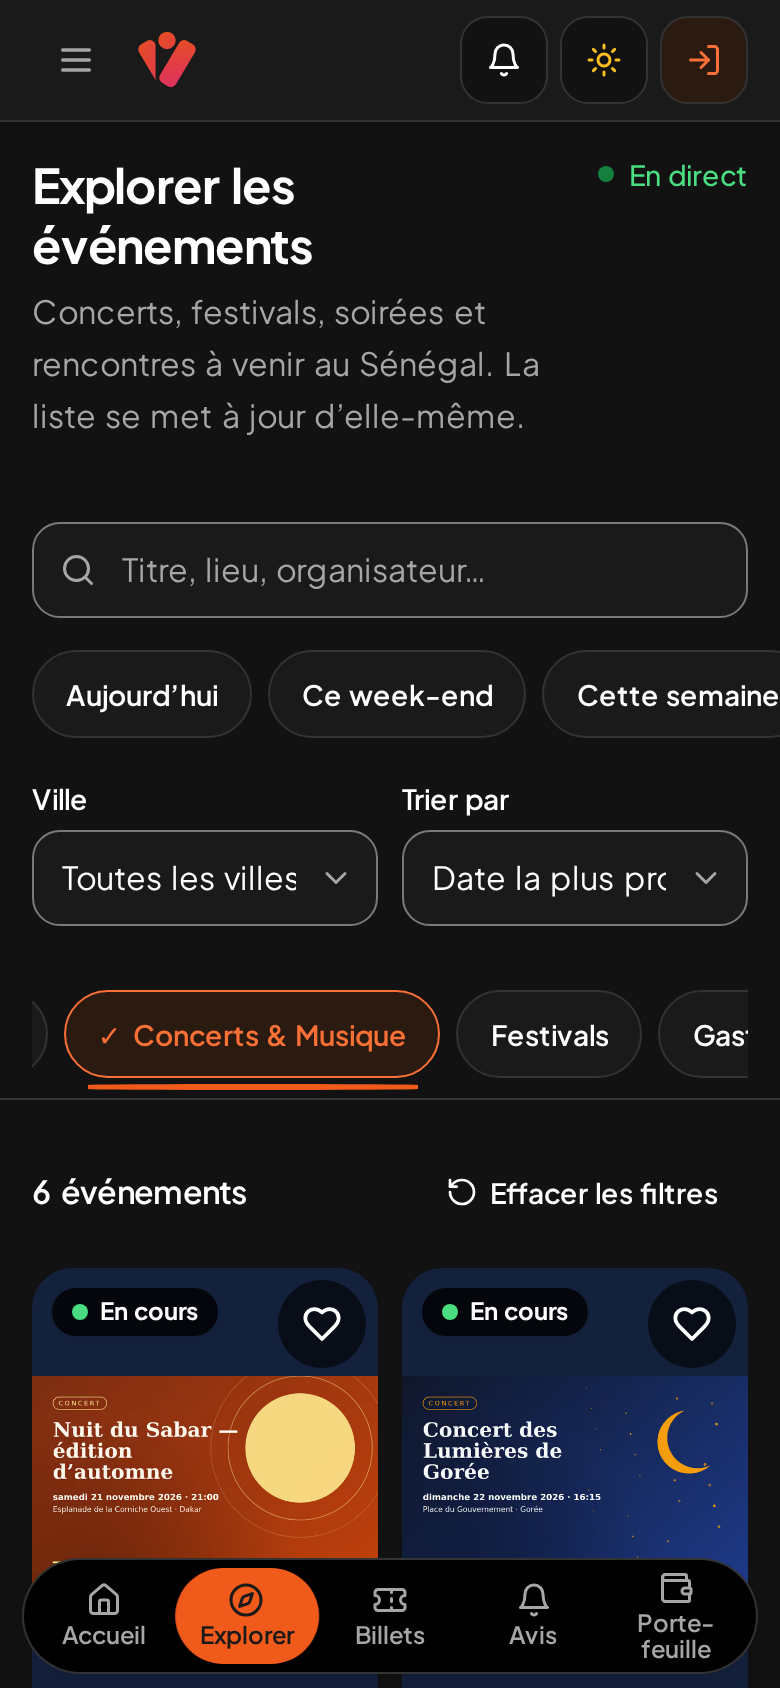 Explorer les
événements
En direct
Concerts, festivals, soirées et
rencontres à venir au Sénégal. La
liste se met à jour d’elle-même.
Titre, lieu, organisateur...
Aujourd’hui
Ce week-end
Cette semaine
Ville
Trier par
Toutes les villes
Date la plus
✓ Concerts & Musique
Festivals
6 événements
Effacer les filtres
En cours
En cours
CONCERT
Nuit du Sabar —
édition
d’automne
samedi 21 novembre 2026 · 21:00
Esplanade de la Corniche Ouest · Dakar
CONCERT
Concert des
Lumières de
Gorée
dimanche 22 novembre 2026 · 16:15
Place du Gouvernement · Gorée
Accueil
Explorer
Billets
Avis
Porte-
feuille